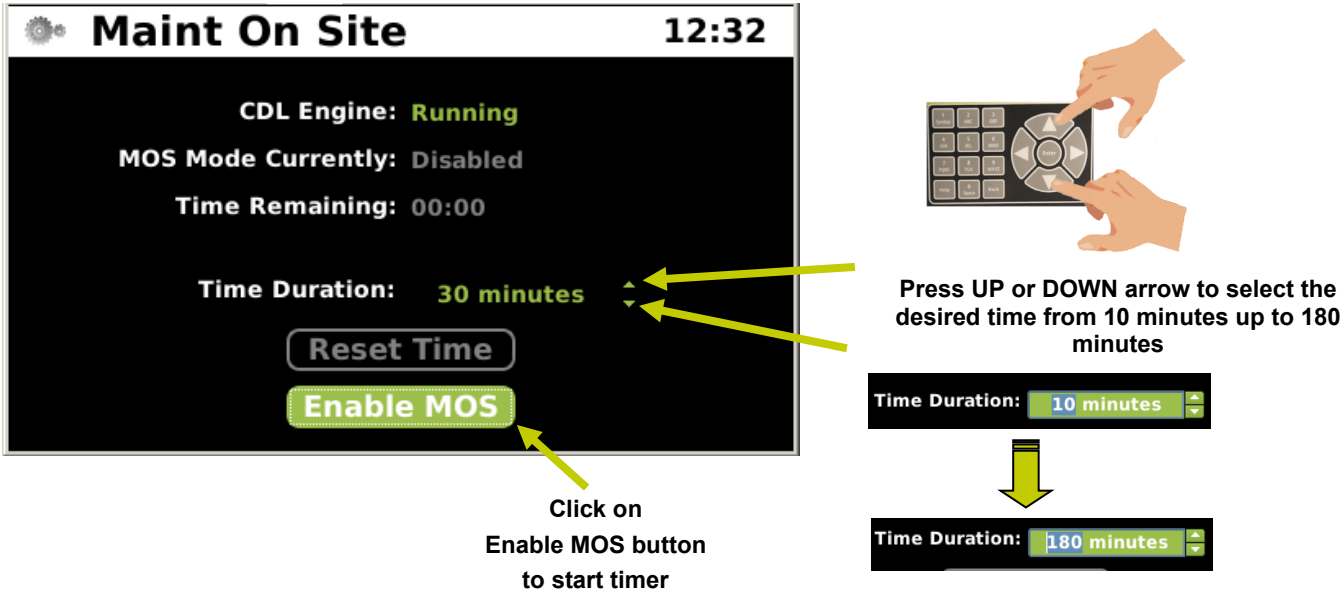 Maint On Site 12:32
CDL Engine: Running
MOS Mode Currently: Disabled
Time Remaining: 00:00
Time Duration: 30 minutes
Reset Time
Enable MOS
Click on
Enable MOS button
to start timer
Enter
Press UP or DOWN arrow to select the
desired time from 10 minutes up to 180
minutes
Time Duration: 10 minutes
Time Duration: 180 minutes